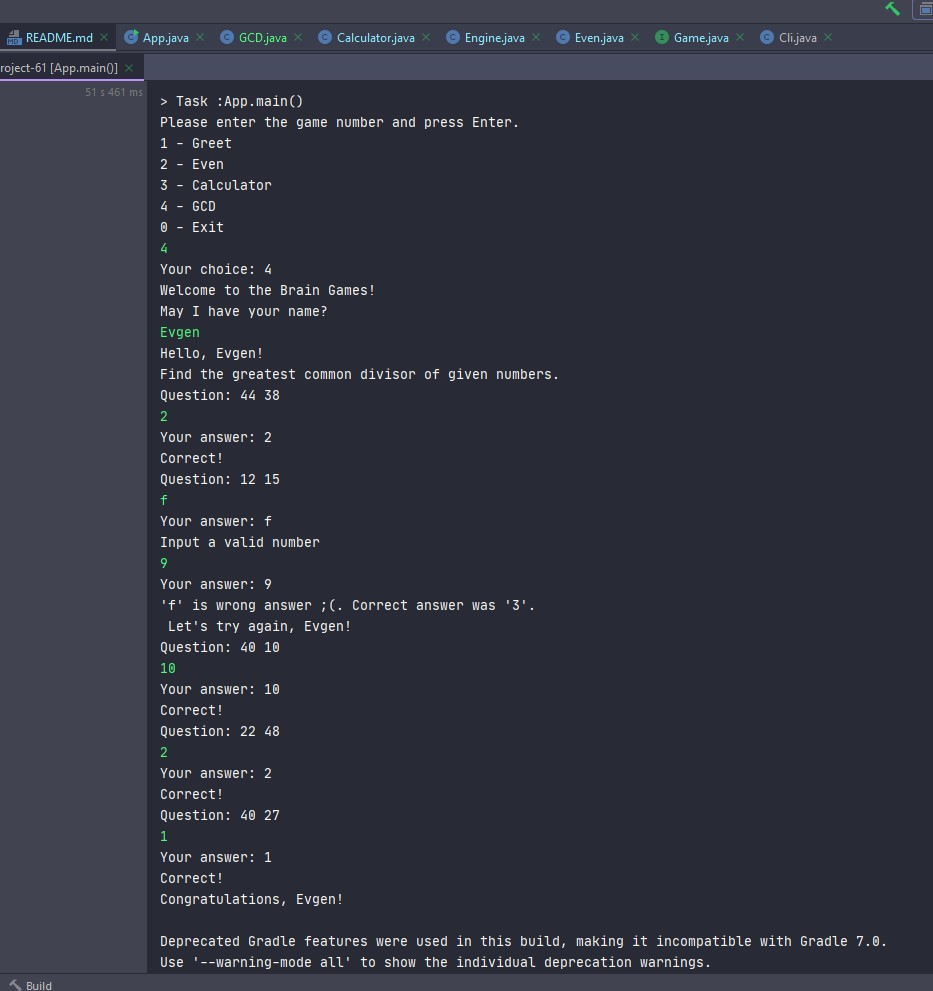 README.md App.java GCD.java Calculator.java Engine.java Even.java Game.java Cli.java
roject-61 [App.main()]
51 s 461 ms
> Task :App.main()
Please enter the game number and press Enter.
1 - Greet
2 - Even
3 - Calculator
4 - GCD
0 - Exit
4
Your choice: 4
Welcome to the Brain Games!
May I have your name?
Evgen
Hello, Evgen!
Find the greatest common divisor of given numbers.
Question: 44 38
2
Your answer: 2
Correct!
Question: 12 15
f
Your answer: f
Input a valid number
9
Your answer: 9
'f' is wrong answer ;(. Correct answer was '3'.
Let's try again, Evgen!
Question: 40 10
10
Your answer: 10
Correct!
Question: 22 48
2
Your answer: 2
Correct!
Question: 40 27
1
Your answer: 1
Correct!
Congratulations, Evgen!
Deprecated Gradle features were used in this build, making it incompatible with Gradle 7.0.
Use '--warning-mode all' to show the individual deprecation warnings.
Build